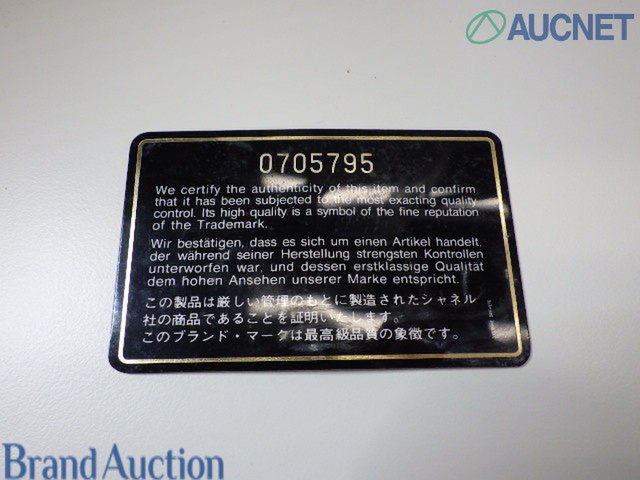 AUCNET
0705795
We certify the authenticity of this item and confirm
that it has been subjected to the most exacting quality
control. Its high quality is a symbol of the fine reputation
of the Trademark.
Wir bestätigen, dass es sich um einen Artikel handelt,
der während seiner Herstellung strengsten Kontrollen
unterworfen war, und dessen erstklassige Qualität
dem hohen Ansehen unserer Marke entspricht.
この製品は厳しい管理のもとに製造されたシャネル
社の商品であることを証明いたします。
このブランド・マークは最高級品質の象徴です。
Brand Auction